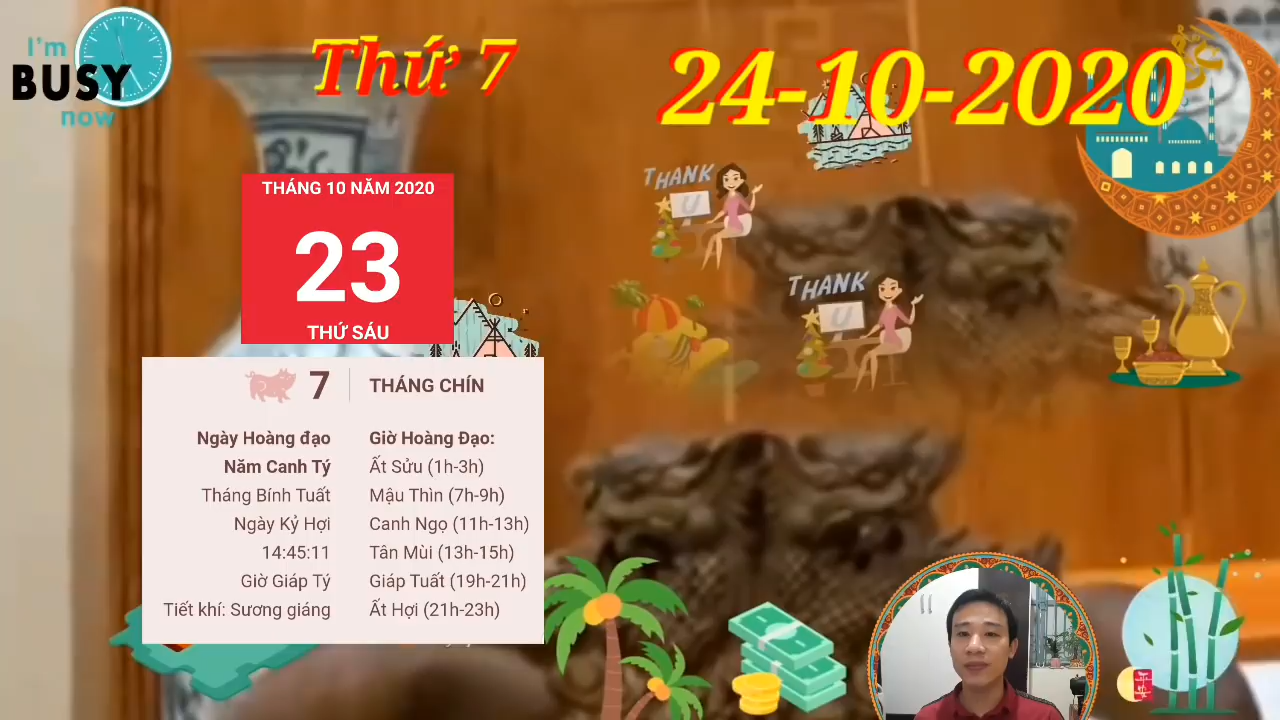 I'm
BUSY
now
Thứ 7
24-10-2020
THANK
U
THANK
U
THÁNG 10 NĂM 2020
23
THỨ SÁU
7
THÁNG CHÍN
Ngày Hoàng đạo
Năm Canh Tý
Tháng Bính Tuất
Ngày Kỷ Hợi
14:45:11
Giờ Giáp Tý
Tiết khí: Sương giáng
Giờ Hoàng Đạo:
Ất Sửu (1h-3h)
Mậu Thìn (7h-9h)
Canh Ngọ (11h-13h)
Tân Mùi (13h-15h)
Giáp Tuất (19h-21h)
Ất Hợi (21h-23h)